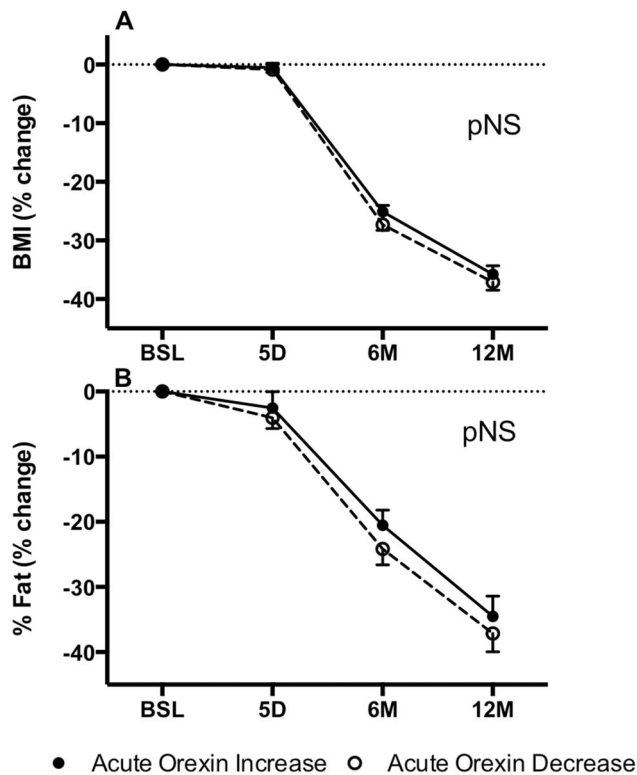 A
BMI (% change)
0
-10
-20
-30
-40
pNS
BSL 5D 6M 12M
B
% Fat (% change)
0
-10
-20
-30
-40
pNS
BSL 5D 6M 12M
Acute Orexin Increase Acute Orexin Decrease